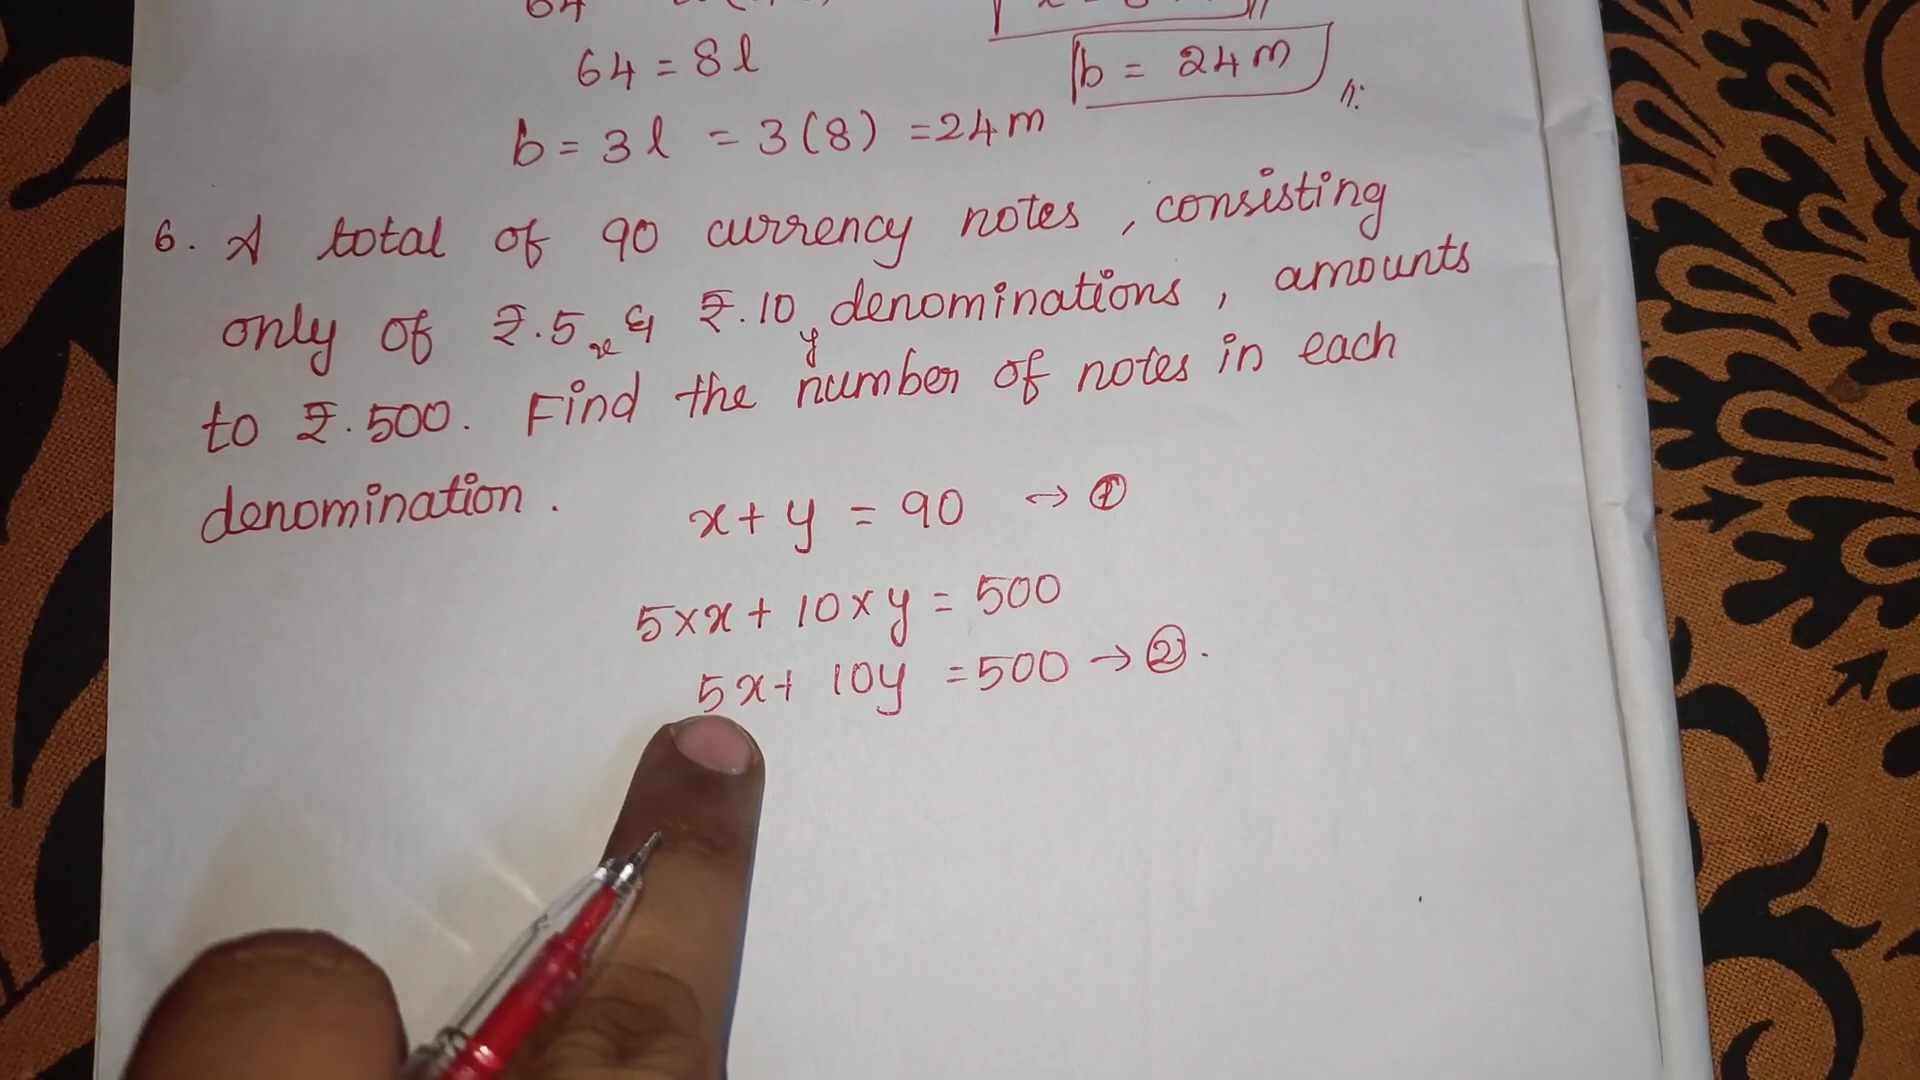 64 = 8l
b = 24m
b = 3l = 3(8) = 24m
6. A total of 90 currency notes, consisting
only of ₹.5 x & ₹.10 y denominations, amounts
to ₹.500. Find the number of notes in each
denomination.
x + y = 90 → ①
5×x + 10×y = 500
5x + 10y = 500 → ②.